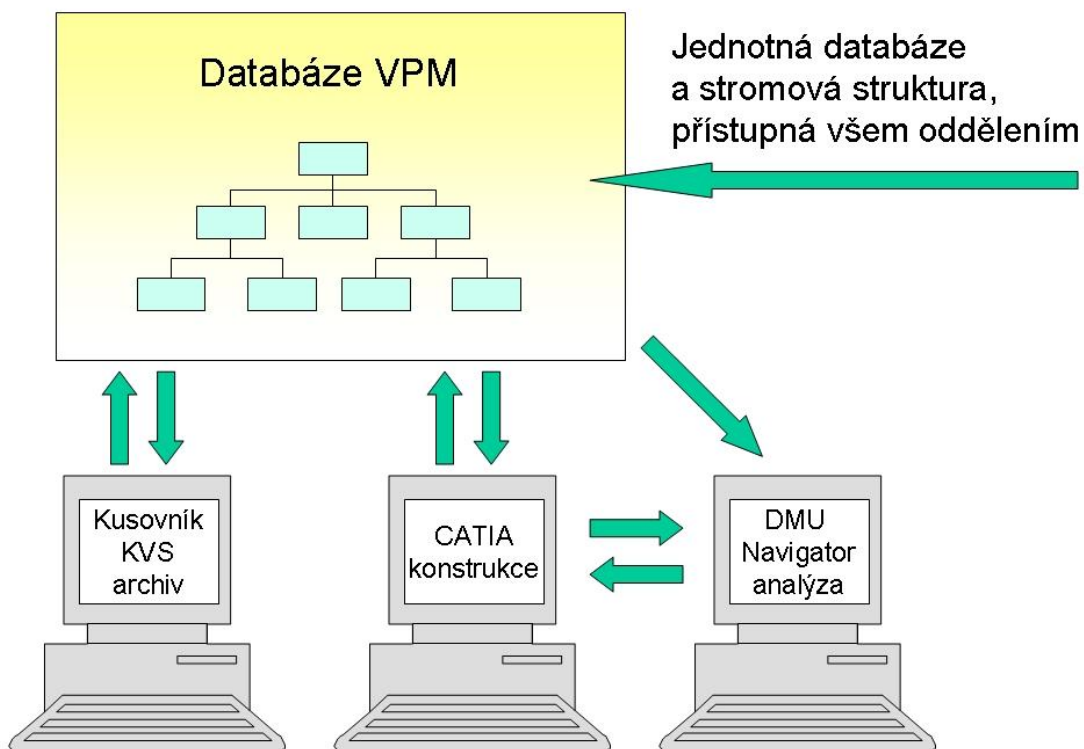 Databáze VPM
Jednotná databáze
a stromová struktura,
přístupná všem oddělením
Kusovník
KVS
archiv
CATIA
konstrukce
DMU
Navigator
analýza